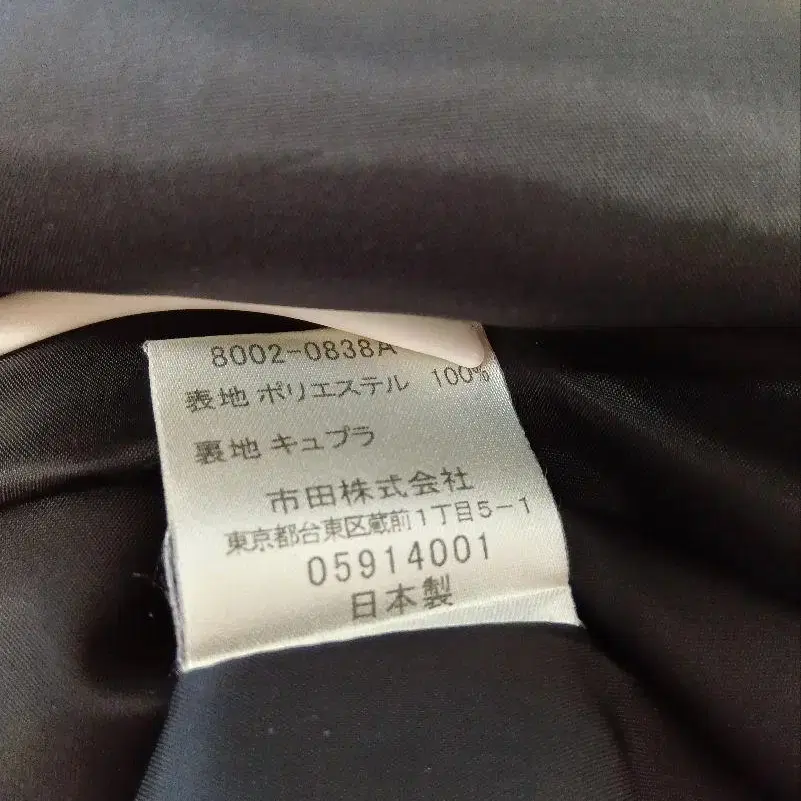 8002-0838A
表地 ポリエステル 100%
裏地 キュプラ
市田株式会社
東京都台東区蔵前1丁目5-1
05914001
日本製